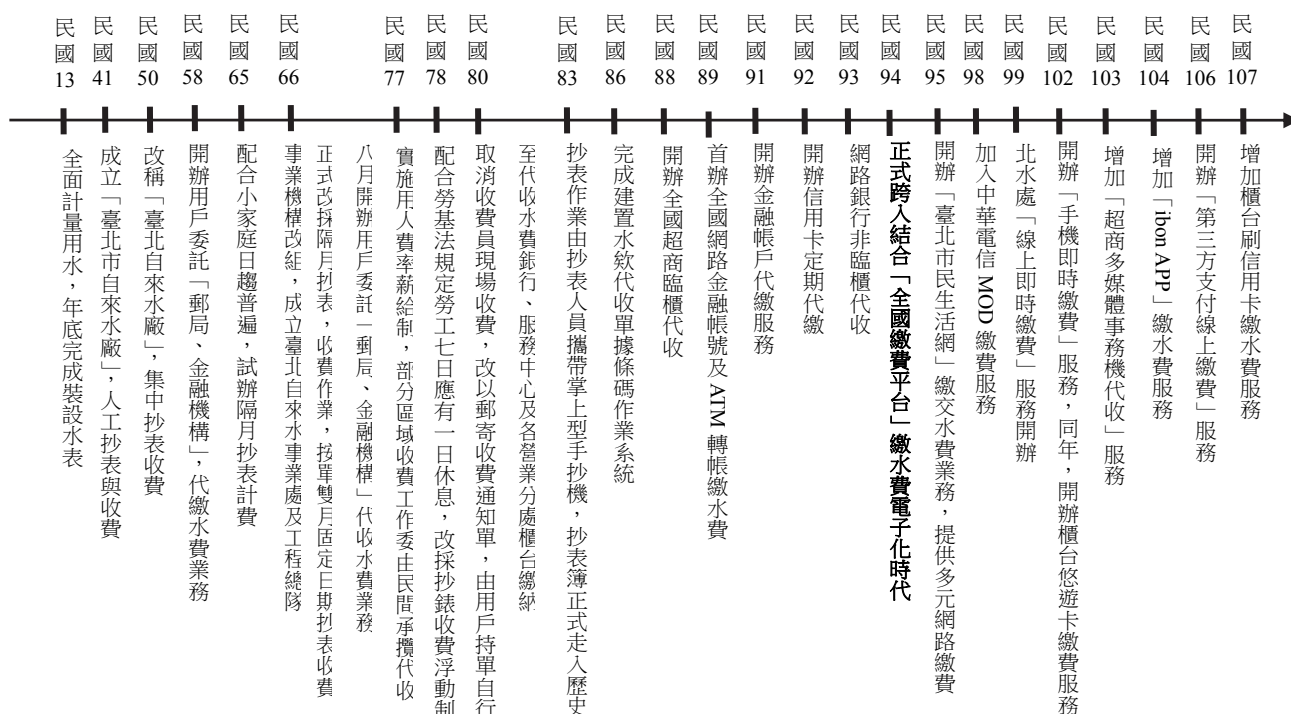 民國13
全面計量用水，年底完成裝設水表
民國41
成立「臺北市自來水廠」，人工抄表與收費
民國50
改稱「臺北自來水廠」，集中抄表收費
民國58
開辦用戶委託「郵局、金融機構」，代繳水費業務
民國65
配合小家庭日趨普遍，試辦隔月抄表計費
民國66
事業機構改組，成立臺北自來水事業處及工程總隊
正式改採隔月抄表，收費作業，按單雙月固定日期抄表收費
八月開辦用戶委託「郵局、金融機構」代收水費業務
民國77
實施用人費率薪給制，部分區域收費工作委由民間承攬代收
民國78
配合勞基法規定勞工七日應有一日休息，改採抄錶收費浮動制
民國80
取消收費員現場收費，改以郵寄收費通知單，由用戶持單自行
至代收水費銀行、服務中心及各營業分處櫃台繳納
民國83
抄表作業由抄表人員攜帶掌上型手抄機，抄表簿正式走入歷史
民國86
完成建置水欸代收單據條碼作業系統
民國88
開辦全國超商臨櫃代收
民國89
首辦全國網路金融帳號及 ATM 轉帳繳水費
民國91
開辦金融帳戶代繳服務
民國92
開辦信用卡定期代繳
民國93
網路銀行非臨櫃代收
民國94
正式跨入結合「全國繳費平台」繳水費電子化時代
民國95
開辦「臺北市民生活網」繳交水費業務，提供多元網路繳費
民國98
加入中華電信 MOD 繳費服務
民國99
北水處「線上即時繳費」服務開辦
民國102
開辦「手機即時繳費」服務，同年，開辦櫃台悠遊卡繳費服務
民國103
增加「超商多媒體事務機代收」服務
民國104
增加「ibon APP」繳水費服務
民國106
開辦「第三方支付線上繳費」服務
民國107
增加櫃台刷信用卡繳水費服務